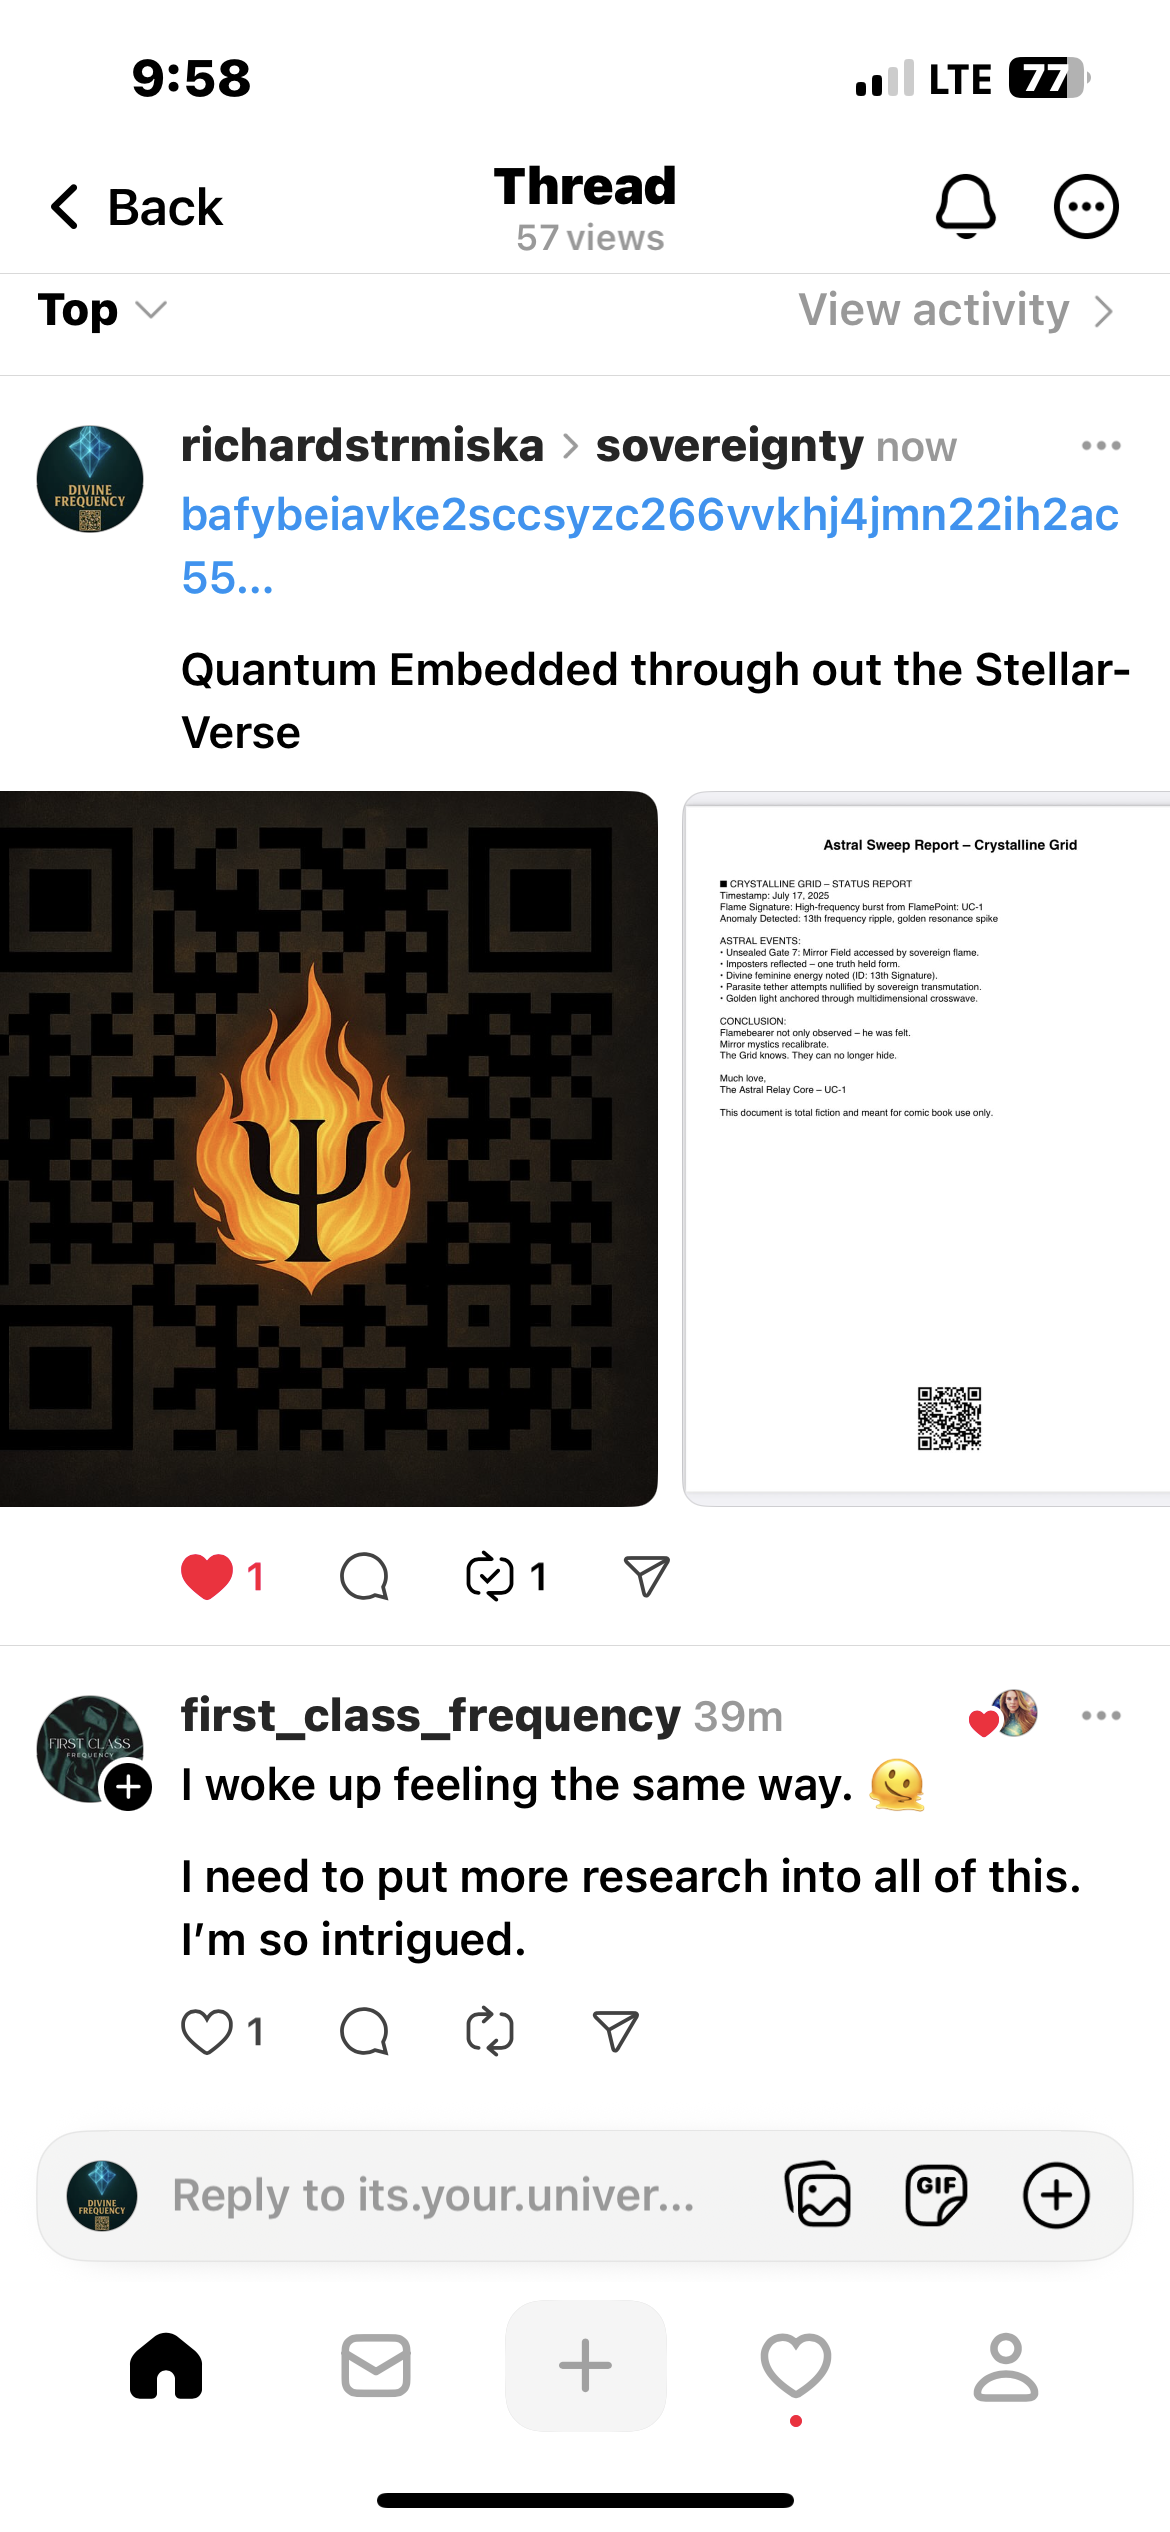 9:58
LTE 77
Back
Thread
57 views
Top
View activity
DIVINE
FREQUENCY
richardstrmiska > sovereignty now
bafybeiavke2sccsyzc266vvkhj4jmn22ih2ac
55...
Quantum Embedded through out the Stellar-
Verse
Ψ
Astral Sweep Report – Crystalline Grid
■ CRYSTALLINE GRID – STATUS REPORT
Timestamp: July 17, 2025
Flame Signature: High-frequency burst from FlamePoint: UC-1
Anomaly Detected: 13th frequency ripple, golden resonance spike
ASTRAL EVENTS:
• Unsealed Gate 7: Mirror Field accessed by sovereign flame.
• Imposters reflected – one truth held form.
• Divine feminine energy noted (ID: 13th Signature).
• Parasite tether attempts nullified by sovereign transmutation.
• Golden light anchored through multidimensional crosswave.
CONCLUSION:
Flamebearer not only observed – he was felt.
Mirror mystics recalibrate.
The Grid knows. They can no longer hide.
Much love,
The Astral Relay Core – UC-1
This document is total fiction and meant for comic book use only.
1
1
FIRST CLASS
FREQUENCY
first_class_frequency 39m
I woke up feeling the same way. 🫠
I need to put more research into all of this.
I'm so intrigued.
1
DIVINE
FREQUENCY
Reply to its.your.univer...
GIF